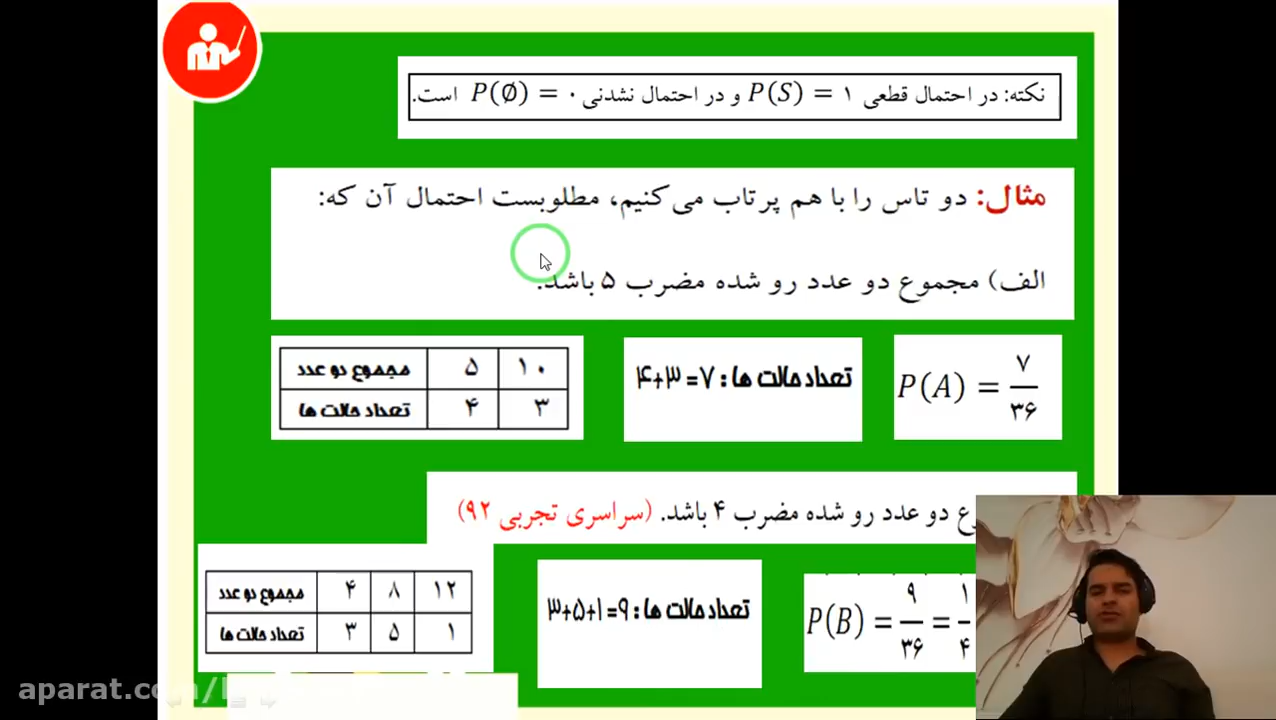 نکته: در احتمال قطعی P(S) = ۱ و در احتمال نشدنی P(∅) = ۰ است.
مثال: دو تاس را با هم پرتاب می‌کنیم، مطلوبست احتمال آن که:
الف) مجموع دو عدد رو شده مضرب ۵ باشد.
مجموع دو عدد ۵ ۱۰
تعداد حالت ها ۴ ۳
تعداد حالت ها : ۷=۳+۴
P(A) = ۷/۳۶
دو عدد رو شده مضرب ۴ باشد. (سراسری تجربی ۹۲)
مجموع دو عدد ۴ ۸ ۱۲
تعداد حالت ها ۳ ۵ ۱
تعداد حالت ها : ۹=۱+۵+۳
P(B) = ۹/۳۶ = ۱/۴
aparat.com/